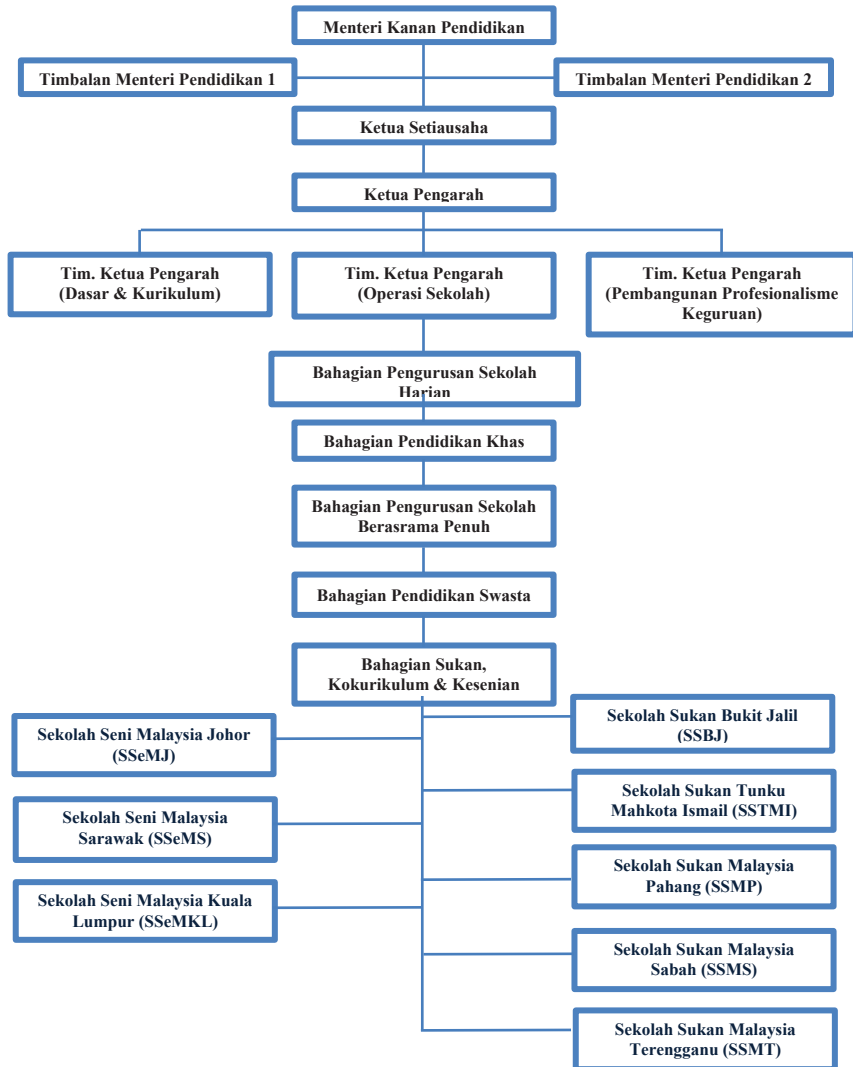 Menteri Kanan Pendidikan
Timbalan Menteri Pendidikan 1
Timbalan Menteri Pendidikan 2
Ketua Setiausaha
Ketua Pengarah
Tim. Ketua Pengarah
(Dasar & Kurikulum)
Tim. Ketua Pengarah
(Operasi Sekolah)
Tim. Ketua Pengarah
(Pembangunan Profesionalisme
Keguruan)
Bahagian Pengurusan Sekolah
Harian
Bahagian Pendidikan Khas
Bahagian Pengurusan Sekolah
Berasrama Penuh
Bahagian Pendidikan Swasta
Bahagian Sukan,
Kokurikulum & Kesenian
Sekolah Seni Malaysia Johor
(SSeMJ)
Sekolah Seni Malaysia
Sarawak (SSeMS)
Sekolah Seni Malaysia Kuala
Lumpur (SSeMKL)
Sekolah Sukan Bukit Jalil
(SSBJ)
Sekolah Sukan Tunku
Mahkota Ismail (SSTMI)
Sekolah Sukan Malaysia
Pahang (SSMP)
Sekolah Sukan Malaysia
Sabah (SSMS)
Sekolah Sukan Malaysia
Terengganu (SSMT)